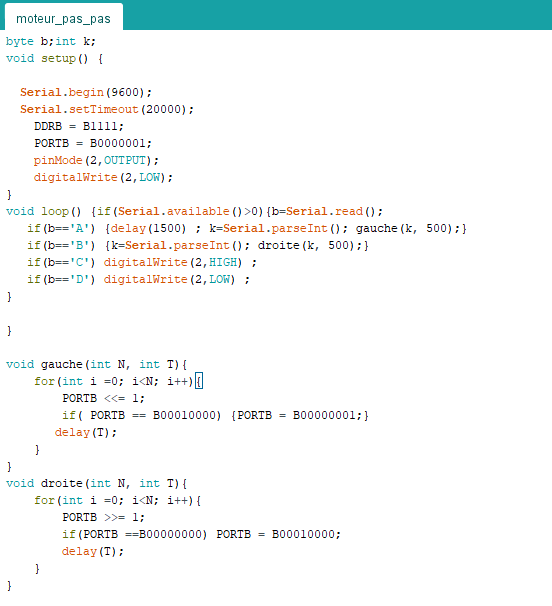 moteur_pas_pas
byte b;int k;
void setup() {
Serial.begin(9600);
Serial.setTimeout(20000);
DDRB = B1111;
PORTB = B0000001;
pinMode(2,OUTPUT);
digitalWrite(2,LOW);
}
void loop() {if(Serial.available()>0){b=Serial.read();
if(b=='A') {delay(1500) ; k=Serial.parseInt(); gauche(k, 500);}
if(b=='B') {k=Serial.parseInt(); droite(k, 500);}
if(b=='C') digitalWrite(2,HIGH) ;
if(b=='D') digitalWrite(2,LOW) ;
}
}
void gauche(int N, int T){
for(int i =0; i<N; i++){
PORTB <<= 1;
if( PORTB == B00010000) {PORTB = B00000001;}
delay(T);
}
}
void droite(int N, int T){
for(int i =0; i<N; i++){
PORTB >>= 1;
if(PORTB ==B00000000) PORTB = B00010000;
delay(T);
}
}